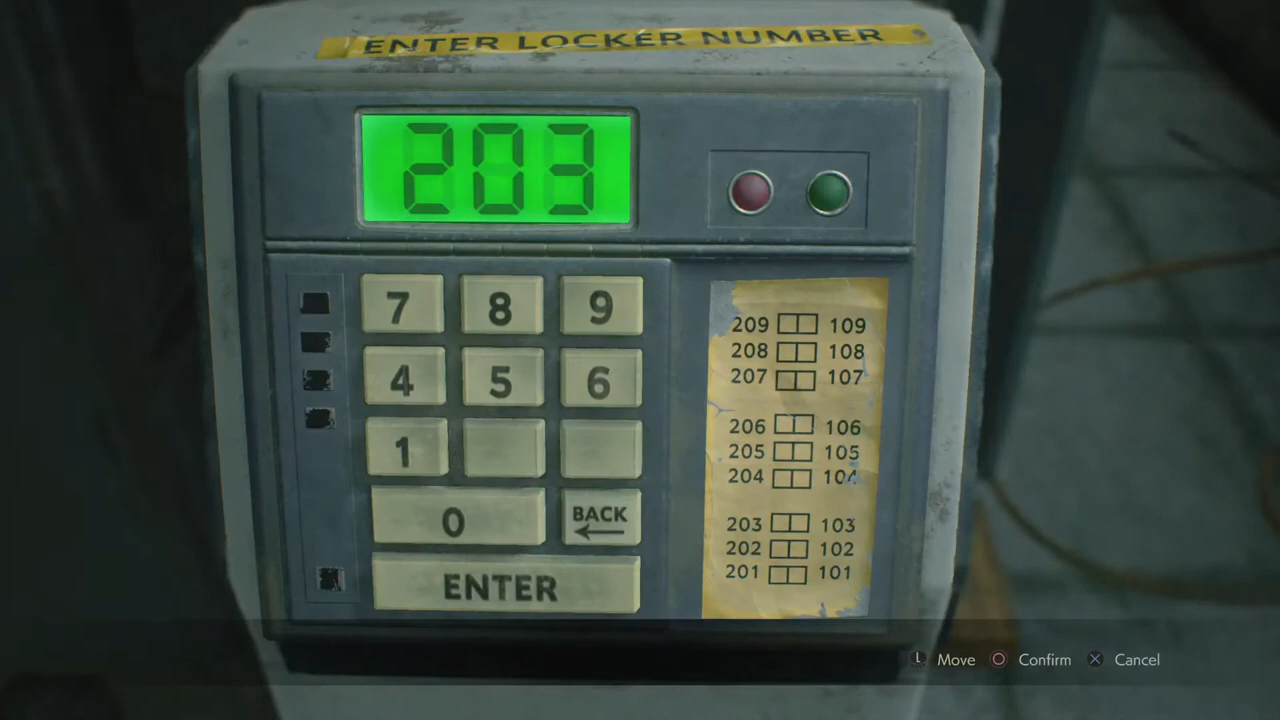 ENTER LOCKER NUMBER
203
7 8 9
4 5 6
1
0 BACK
ENTER
209 109
208 108
207 107
206 106
205 105
204 104
203 103
202 102
201 101
L Move Confirm Cancel